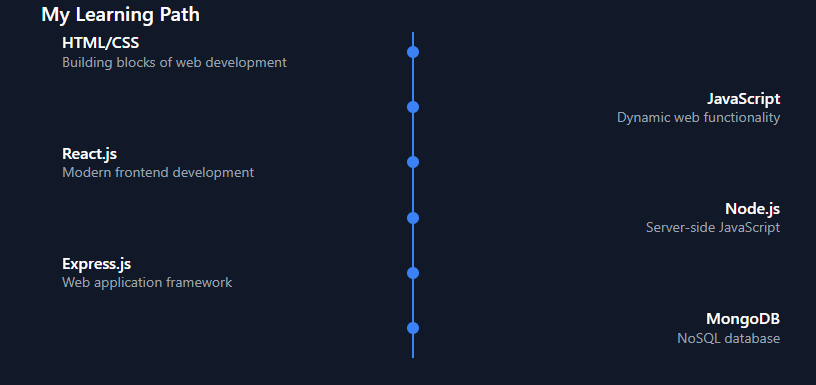 My Learning Path
HTML/CSS
Building blocks of web development
JavaScript
Dynamic web functionality
React.js
Modern frontend development
Node.js
Server-side JavaScript
Express.js
Web application framework
MongoDB
NoSQL database